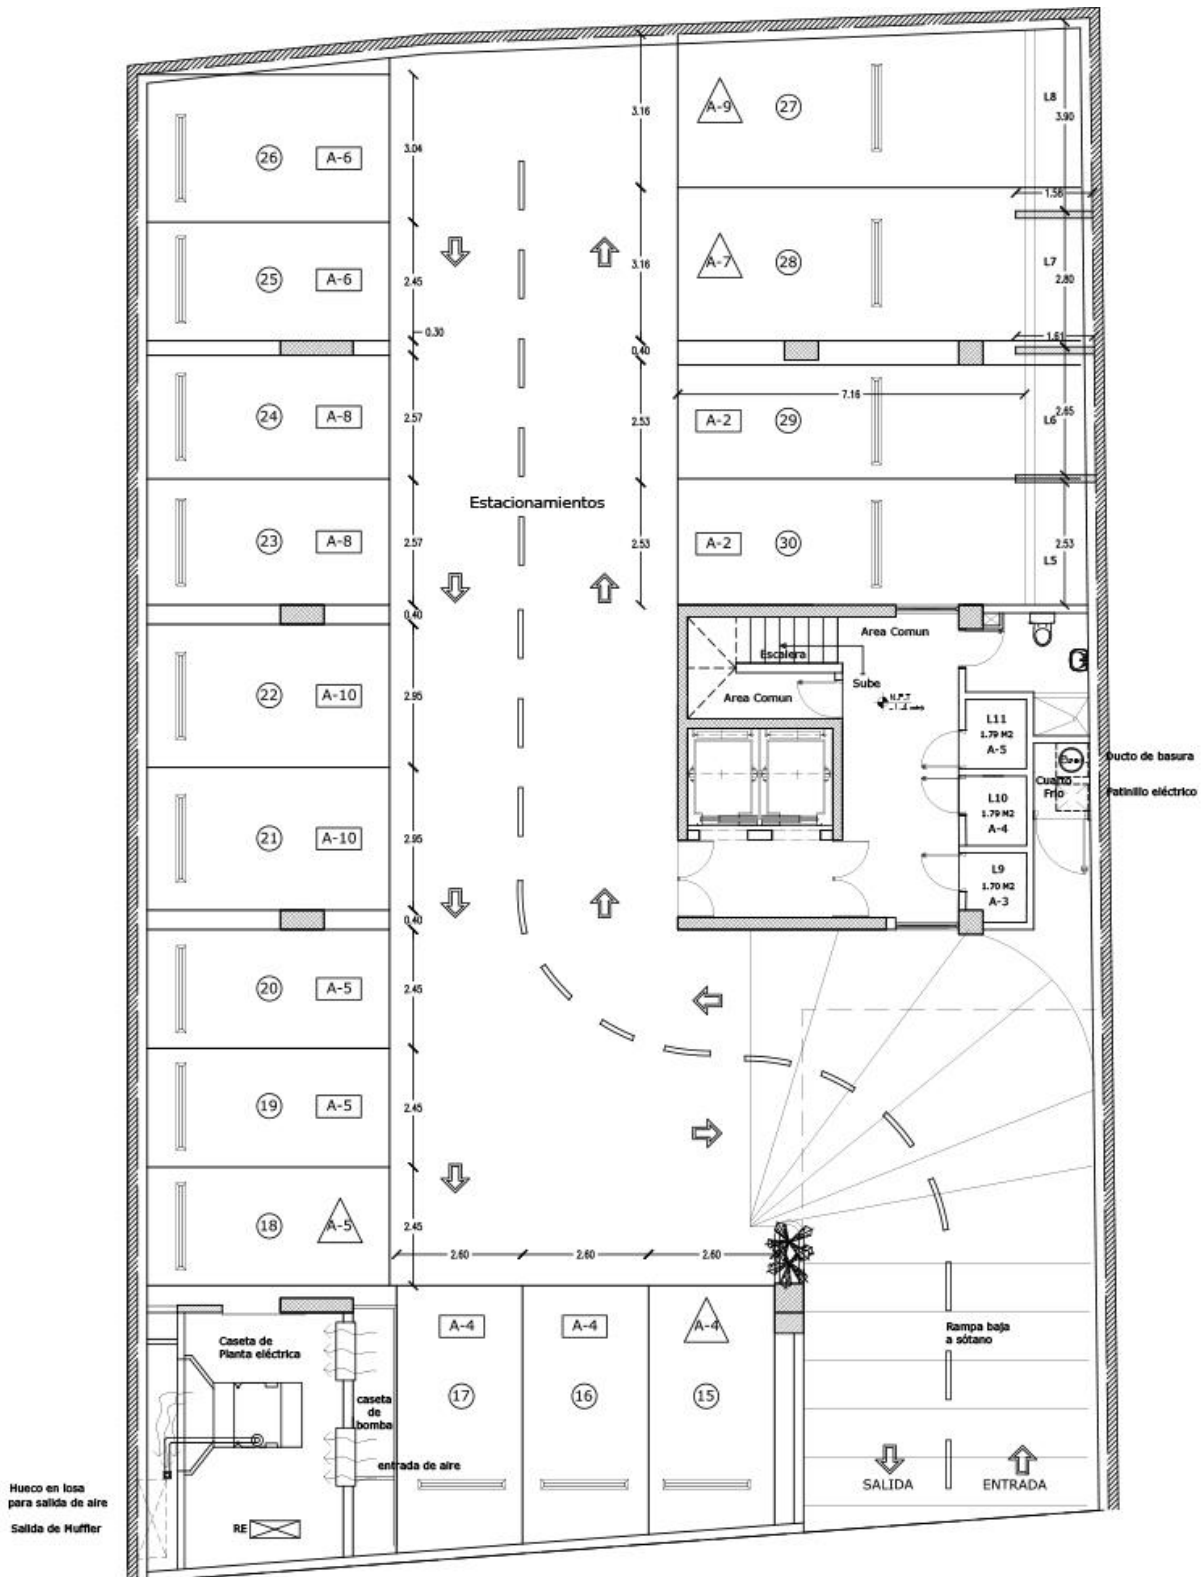 A-9 27
L8
3.90
3.16
3.04
26 A-6
1.58
25 A-6
2.45
3.16
A-7 28
L7
2.80
0.30
1.61
0.40
24 A-8
2.57
7.16
2.53
A-2 29
L6
2.65
Estacionamientos
23 A-8
2.57
2.53
A-2 30
2.53
L5
0.40
Area Comun
Escalera
Sube
Area Comun
N.P.T
22 A-10
2.95
L11
1.79 M2
A-5
Ducto de basura
Cuarto
Frio
Patinillo eléctrico
L10
1.79 M2
A-4
21 A-10
2.95
L9
1.70 M2
A-3
0.40
20 A-5
2.45
19 A-5
2.45
18 A-5
2.45
2.60 2.60 2.60
A-4 A-4 A-4
Rampa baja
a sótano
Caseta de
Planta eléctrica
17 16 15
caseta
de
bomba
entrada de aire
SALIDA ENTRADA
Hueco en losa
para salida de aire
Salida de Muffler
RE